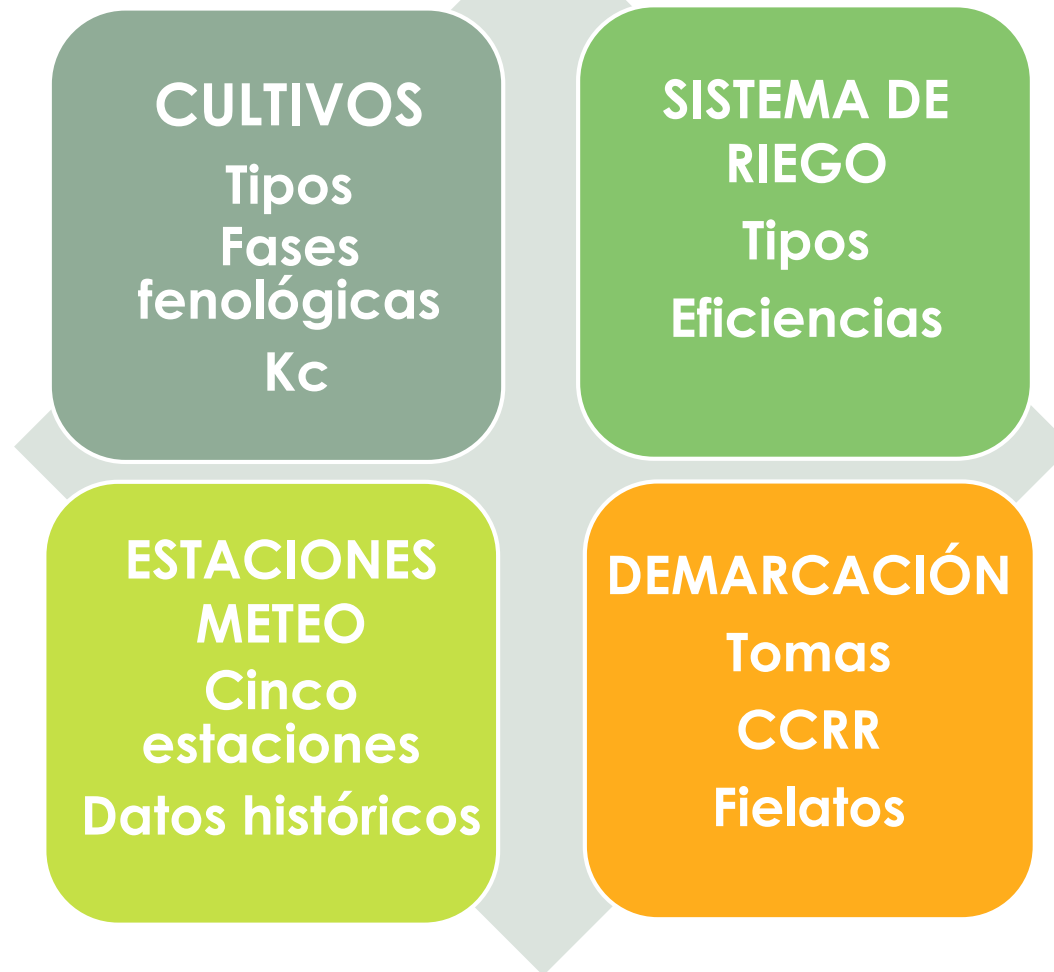 CULTIVOS
Tipos
Fases
fenológicas
Kc
SISTEMA DE
RIEGO
Tipos
Eficiencias
ESTACIONES
METEO
Cinco
estaciones
Datos históricos
DEMARCACIÓN
Tomas
CCRR
Fielatos